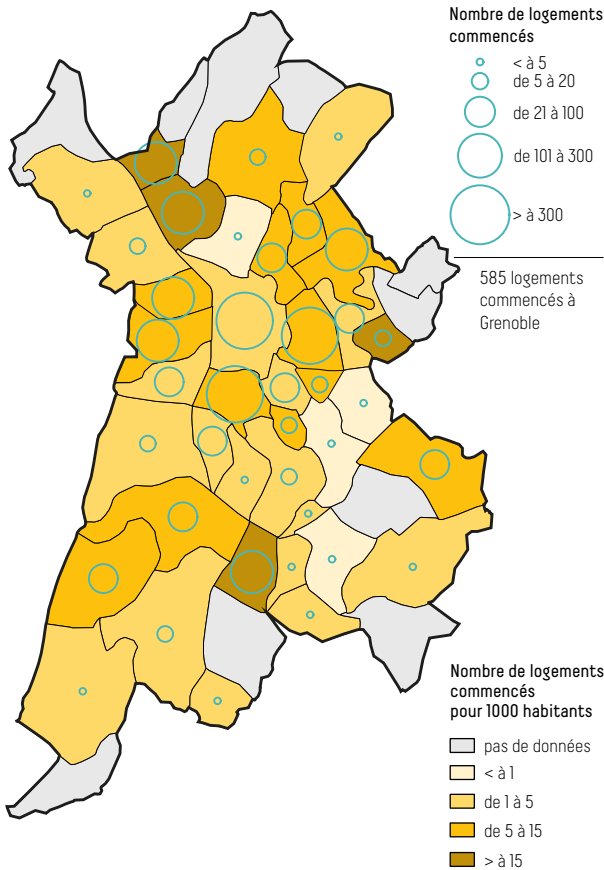 Nombre de logements
commencés
< à 5
de 5 à 20
de 21 à 100
de 101 à 300
> à 300
585 logements
commencés à
Grenoble
Nombre de logements
commencés
pour 1000 habitants
pas de données
< à 1
de 1 à 5
de 5 à 15
> à 15